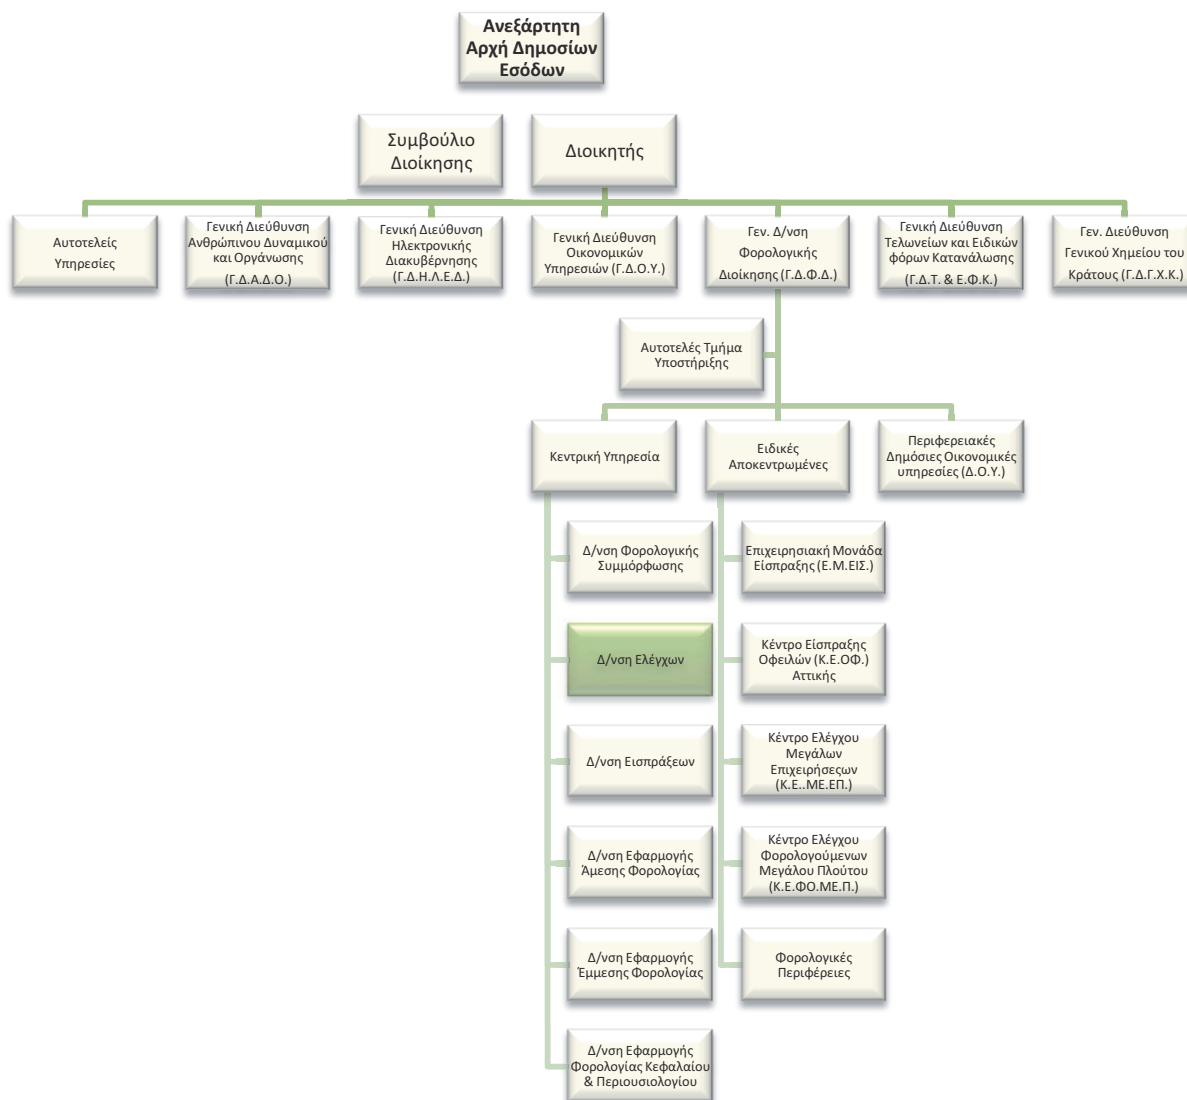 Ανεξάρτητη
Αρχή Δημοσίων
Εσόδων
Συμβούλιο
Διοίκησης
Διοικητής
Αυτοτελείς
Υπηρεσίες
Γενική Διεύθυνση
Ανθρώπινου Δυναμικού
και Οργάνωσης
(Γ.Δ.Α.Δ.Ο.)
Γενική Διεύθυνση
Ηλεκτρονικής
Διακυβέρνησης
(Γ.Δ.Η.Λ.Ε.Δ.)
Γενική Διεύθυνση
Οικονομικών
Υπηρεσιών (Γ.Δ.Ο.Υ.)
Γεν. Δ/νση
Φορολογικής
Διοίκησης (Γ.Δ.Φ.Δ.)
Γενική Διεύθυνση
Τελωνείων και Ειδικών
φόρων Κατανάλωσης
(Γ.Δ.Τ. & Ε.Φ.Κ.)
Γεν. Διεύθυνση
Γενικού Χημείου του
Κράτους (Γ.Δ.Γ.Χ.Κ.)
Αυτοτελές Τμήμα
Υποστήριξης
Κεντρική Υπηρεσία
Ειδικές
Αποκεντρωμένες
Περιφερειακές
Δημόσιες Οικονομικές
υπηρεσίες (Δ.Ο.Υ.)
Δ/νση Φορολογικής
Συμμόρφωσης
Δ/νση Ελέγχων
Δ/νση Εισπράξεων
Δ/νση Εφαρμογής
Άμεσης Φορολογίας
Δ/νση Εφαρμογής
Έμμεσης Φορολογίας
Δ/νση Εφαρμογής
Φορολογίας Κεφαλαίου
& Περιουσιολογίου
Επιχειρησιακή Μονάδα
Είσπραξης (Ε.Μ.ΕΙΣ.)
Κέντρο Είσπραξης
Οφειλών (Κ.Ε.ΟΦ.)
Αττικής
Κέντρο Ελέγχου
Μεγάλων
Επιχειρήσεςων
(Κ.Ε..ΜΕ.ΕΠ.)
Κέντρο Ελέγχου
Φορολογούμενων
Μεγάλου Πλούτου
(Κ.Ε.ΦΟ.ΜΕ.Π.)
Φορολογικές
Περιφέρειες